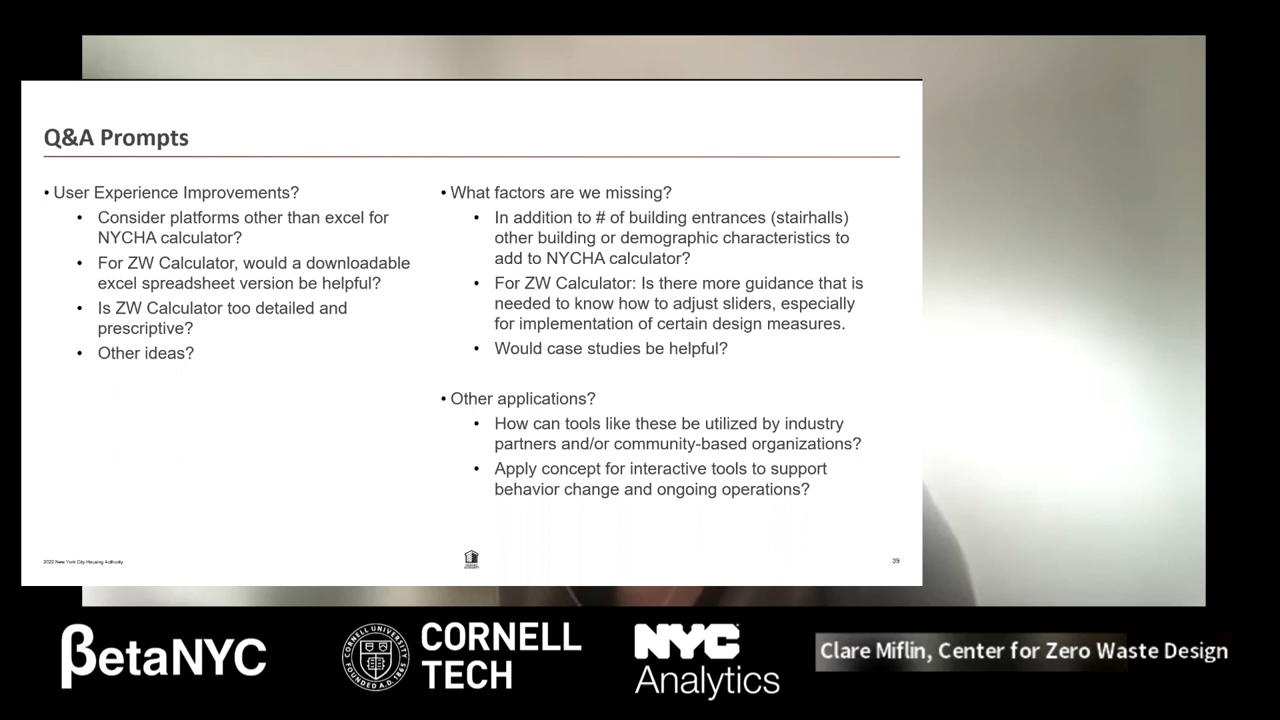 Q&A Prompts
• User Experience Improvements?
• Consider platforms other than excel for
NYCHA calculator?
• For ZW Calculator, would a downloadable
excel spreadsheet version be helpful?
• Is ZW Calculator too detailed and
prescriptive?
• Other ideas?
• What factors are we missing?
• In addition to # of building entrances (stairhalls)
other building or demographic characteristics to
add to NYCHA calculator?
• For ZW Calculator: Is there more guidance that is
needed to know how to adjust sliders, especially
for implementation of certain design measures.
• Would case studies be helpful?
• Other applications?
• How can tools like these be utilized by industry
partners and/or community-based organizations?
• Apply concept for interactive tools to support
behavior change and ongoing operations?
2022 New York City Housing Authority
39
βetaNYC
CORNELL
TECH
NYC
Analytics
Clare Miflin, Center for Zero Waste Design